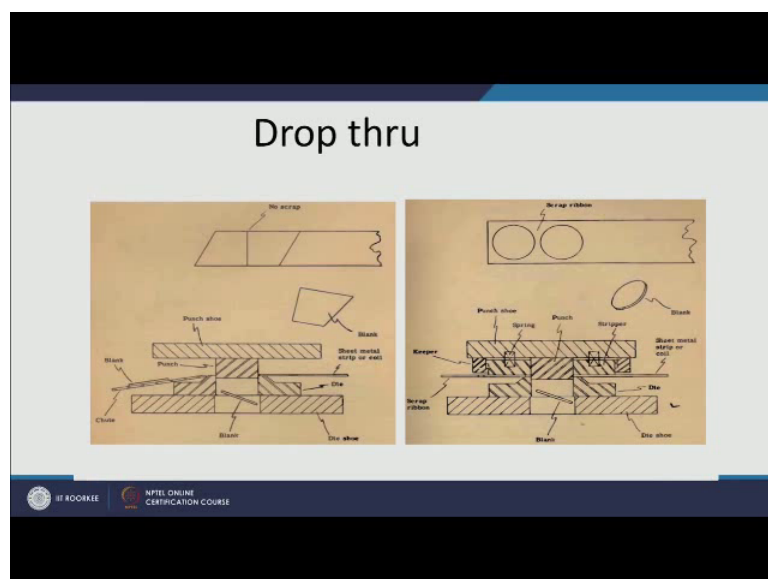 Drop thru
No scrap
Blank
Punch shoe
Punch
Sheet metal
strip or coil
Blank
Die
Chute
Blank
Die shoe
Scrap ribbon
Blank
Punch shoe
Punch
Spring
Stripper
Keeper
Sheet metal
strip or coil
Die
Scrap
ribbon
Blank
Die shoe
IIT ROORKEE
NPTEL ONLINE
CERTIFICATION COURSE